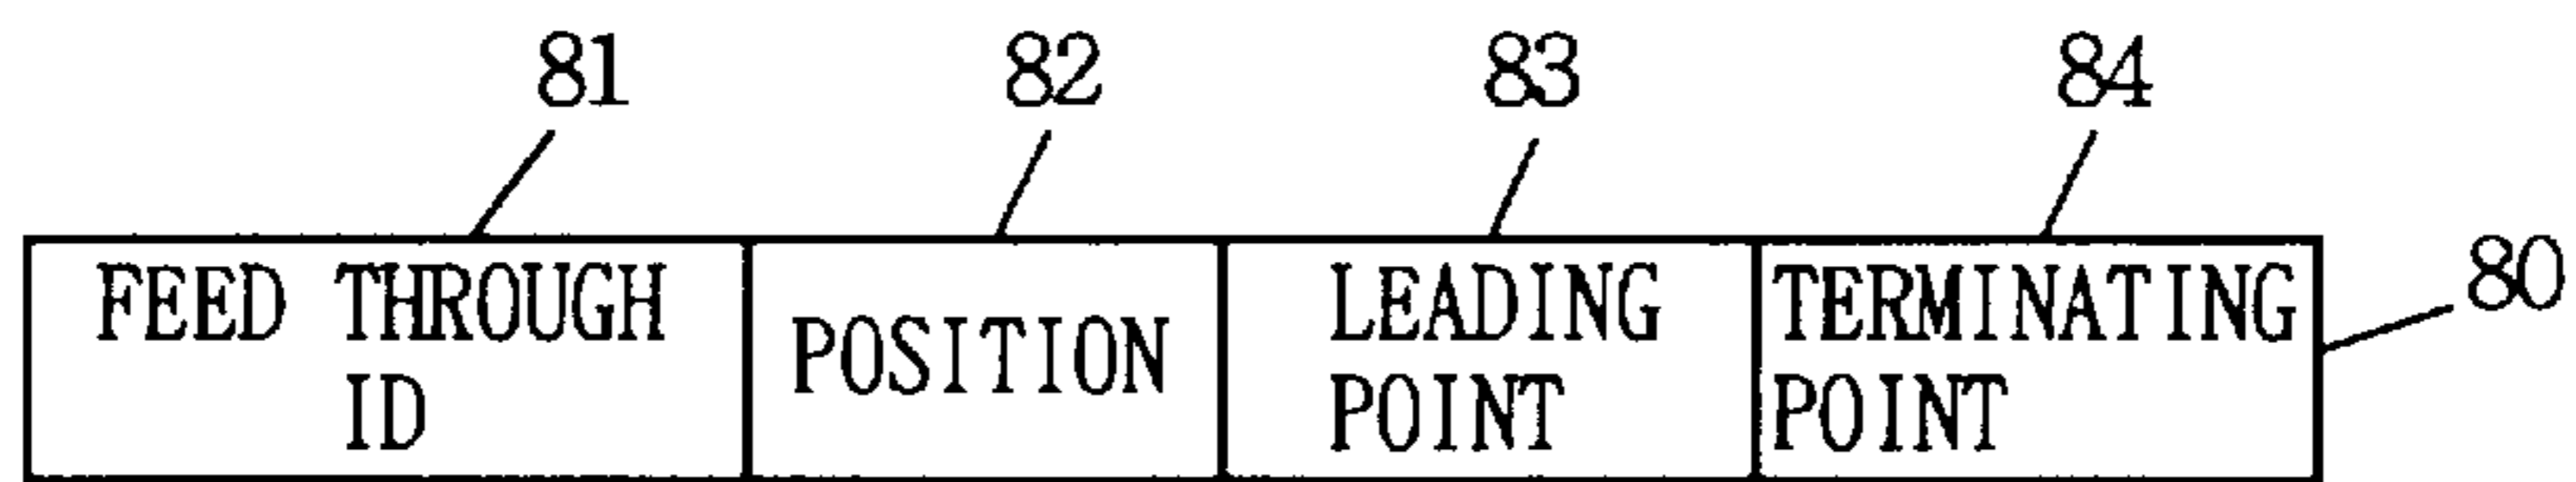 81 82 83 84
FEED THROUGH ID
POSITION
LEADING POINT
TERMINATING POINT
80